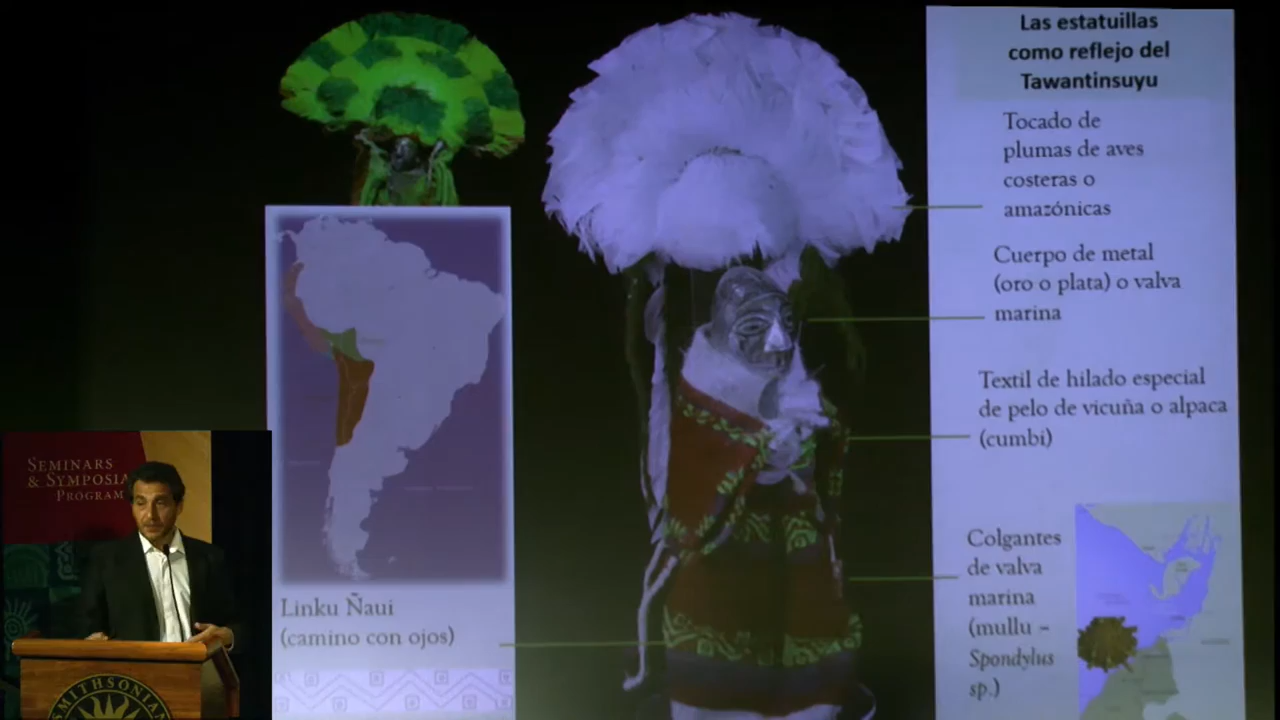 Las estatuillas
como reflejo del
Tawantinsuyu
Tocado de
plumas de aves
costeras o
amazónicas
Cuerpo de metal
(oro o plata) o valva
marina
Textil de hilado especial
de pelo de vicuña o alpaca
(cumbi)
Colgantes
de valva
marina
(mullu –
Spondylus
sp.)
Linku Ñaui
(camino con ojos)
SEMINARS
& SYMPOSIA
PROGRAM
SMITHSONIAN